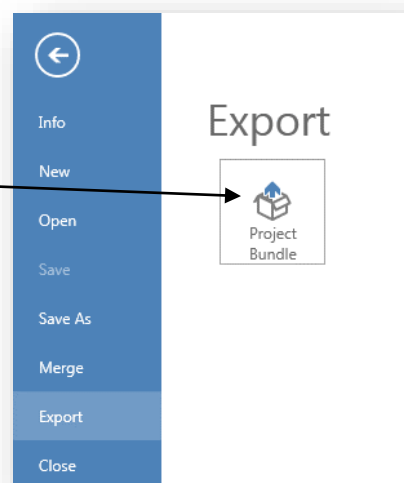 Info
New
Open
Save
Save As
Merge
Export
Close
Export
Project
Bundle